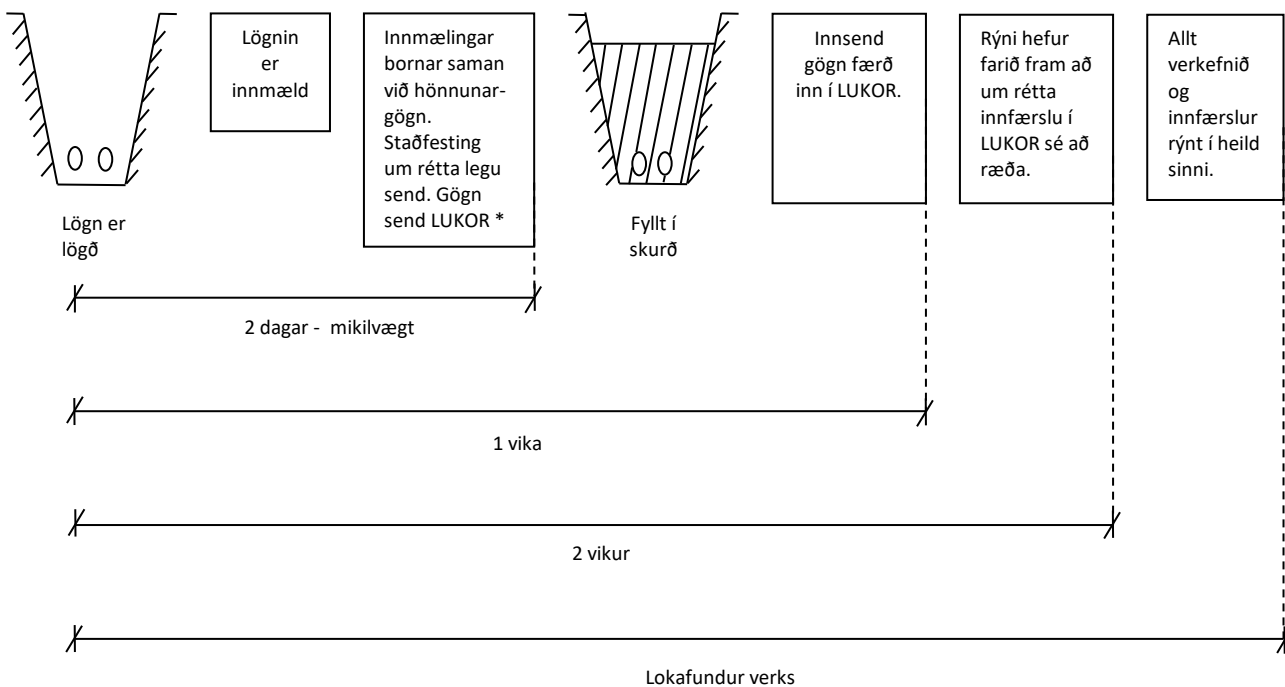 Lögn er
lögð
Lögnin
er
innmæld
Innmælingar
bornar saman
við hönnunar-
gögn.
Staðfesting
um rétta legu
send. Gögn
send LUKOR *
Fyllt í
skurð
Innsend
gögn færð
inn í LUKOR.
Rýni hefur
farið fram að
um rétta
innfærslu í
LUKOR sé að
ræða.
Allt
verkefnið
og
innfærslur
rýnt í heild
sinni.
2 dagar - mikilvægt
1 vika
2 vikur
Lokafundur verks